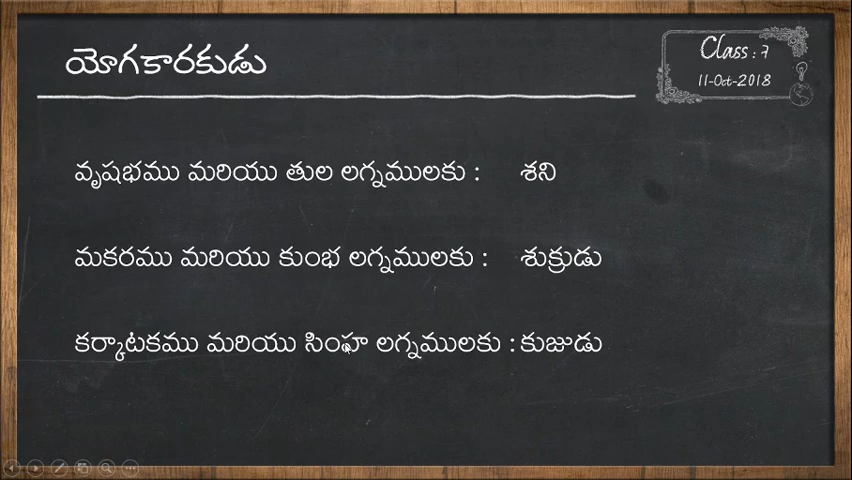 యోగకారకుడు
Class : 7
11-Oct-2018
వృషభము మరియు తుల లగ్నములకు : శని
మకరము మరియు కుంభ లగ్నములకు : శుక్రుడు
కర్కాటకము మరియు సింహ లగ్నములకు : కుజుడు